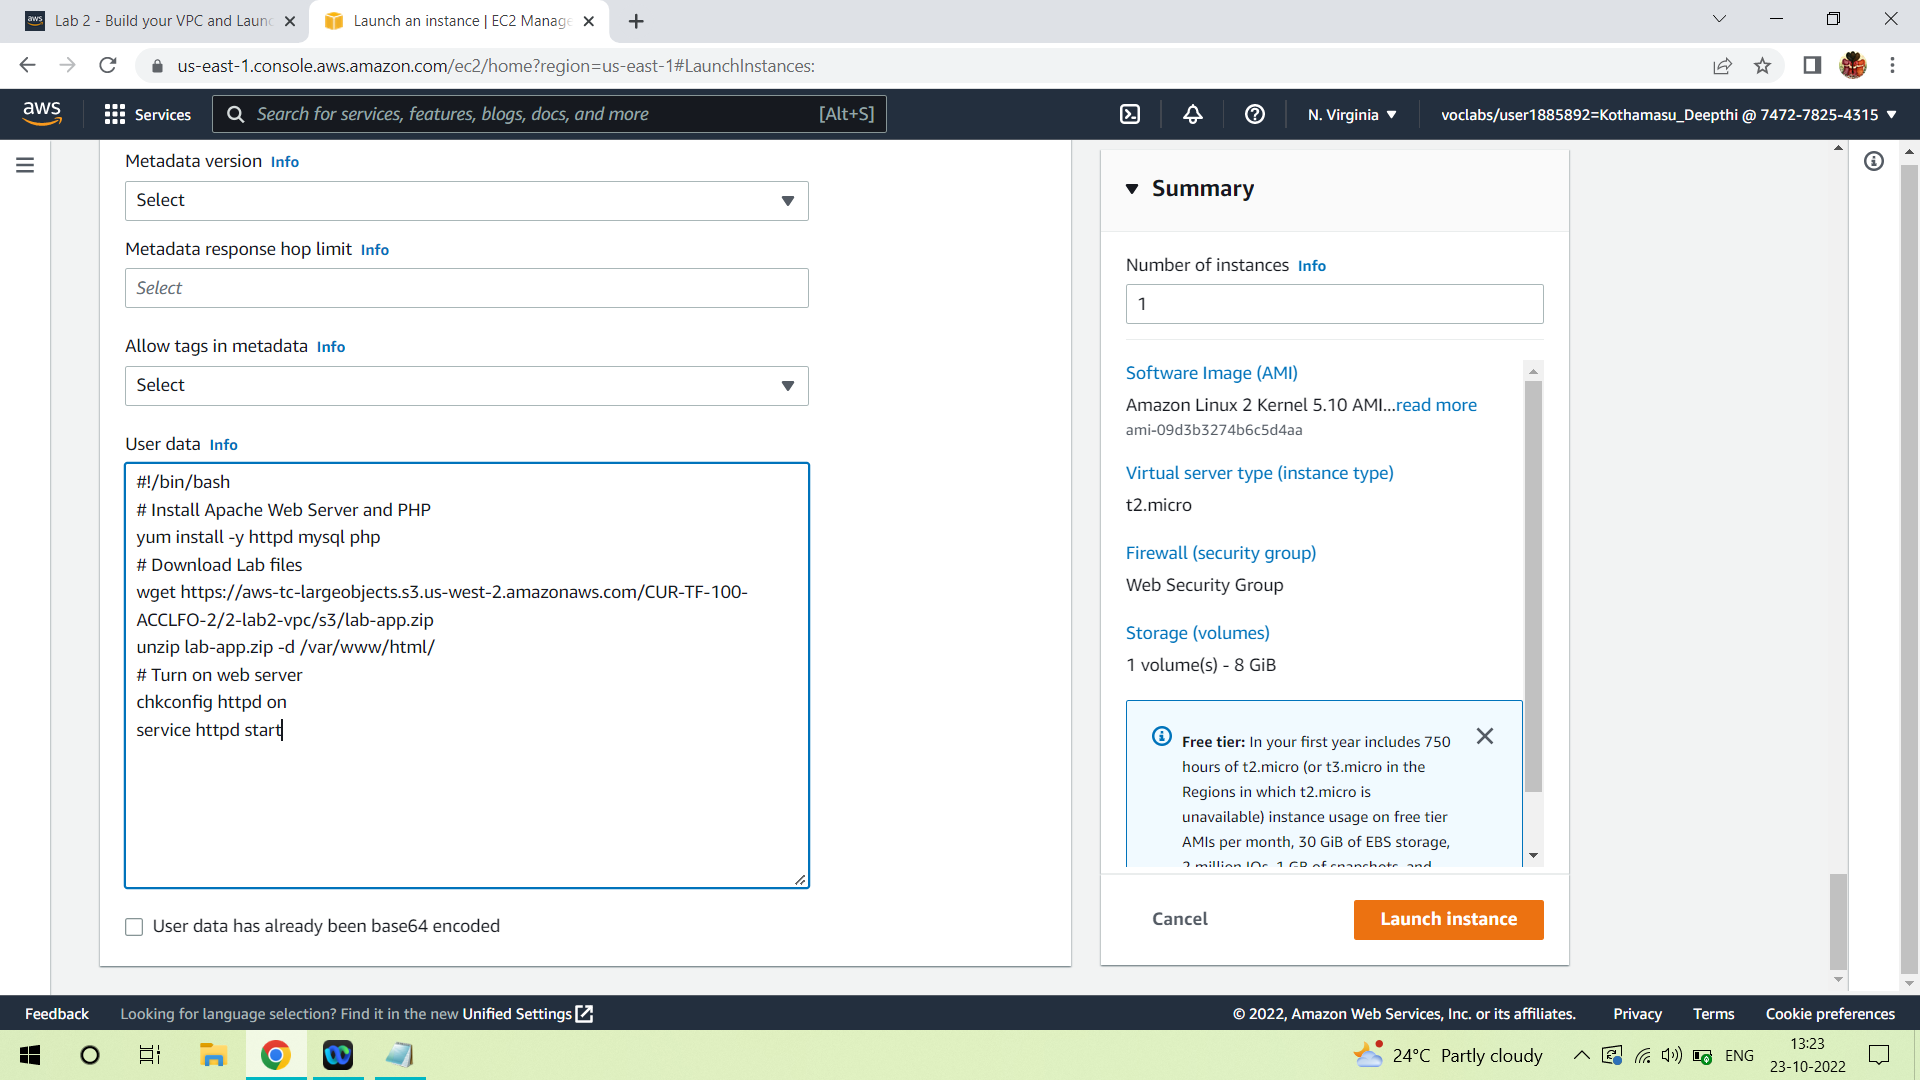 Lab 2 - Build your VPC and Laun
Launch an instance | EC2 Manage
us-east-1.console.aws.amazon.com/ec2/home?region=us-east-1#LaunchInstances:
aws
Services
Search for services, features, blogs, docs, and more
[Alt+S]
N. Virginia
voclabs/user1885892=Kothamasu_Deepthi @ 7472-7825-4315
Metadata version Info
Select
Metadata response hop limit Info
Select
Allow tags in metadata Info
Select
User data Info
#!/bin/bash
# Install Apache Web Server and PHP
yum install -y httpd mysql php
# Download Lab files
wget https://aws-tc-largeobjects.s3.us-west-2.amazonaws.com/CUR-TF-100-
ACCLFO-2/2-lab2-vpc/s3/lab-app.zip
unzip lab-app.zip -d /var/www/html/
# Turn on web server
chkconfig httpd on
service httpd start
User data has already been base64 encoded
Summary
Number of instances Info
1
Software Image (AMI)
Amazon Linux 2 Kernel 5.10 AMI...read more
ami-09d3b3274b6c5d4aa
Virtual server type (instance type)
t2.micro
Firewall (security group)
Web Security Group
Storage (volumes)
1 volume(s) - 8 GiB
Free tier: In your first year includes 750
hours of t2.micro (or t3.micro in the
Regions in which t2.micro is
unavailable) instance usage on free tier
AMIs per month, 30 GiB of EBS storage,
2 million IOs, 1 GB of snapshots, and
Cancel
Launch instance
Feedback
Looking for language selection? Find it in the new Unified Settings
© 2022, Amazon Web Services, Inc. or its affiliates.
Privacy
Terms
Cookie preferences
24°C Partly cloudy
ENG
13:23
23-10-2022